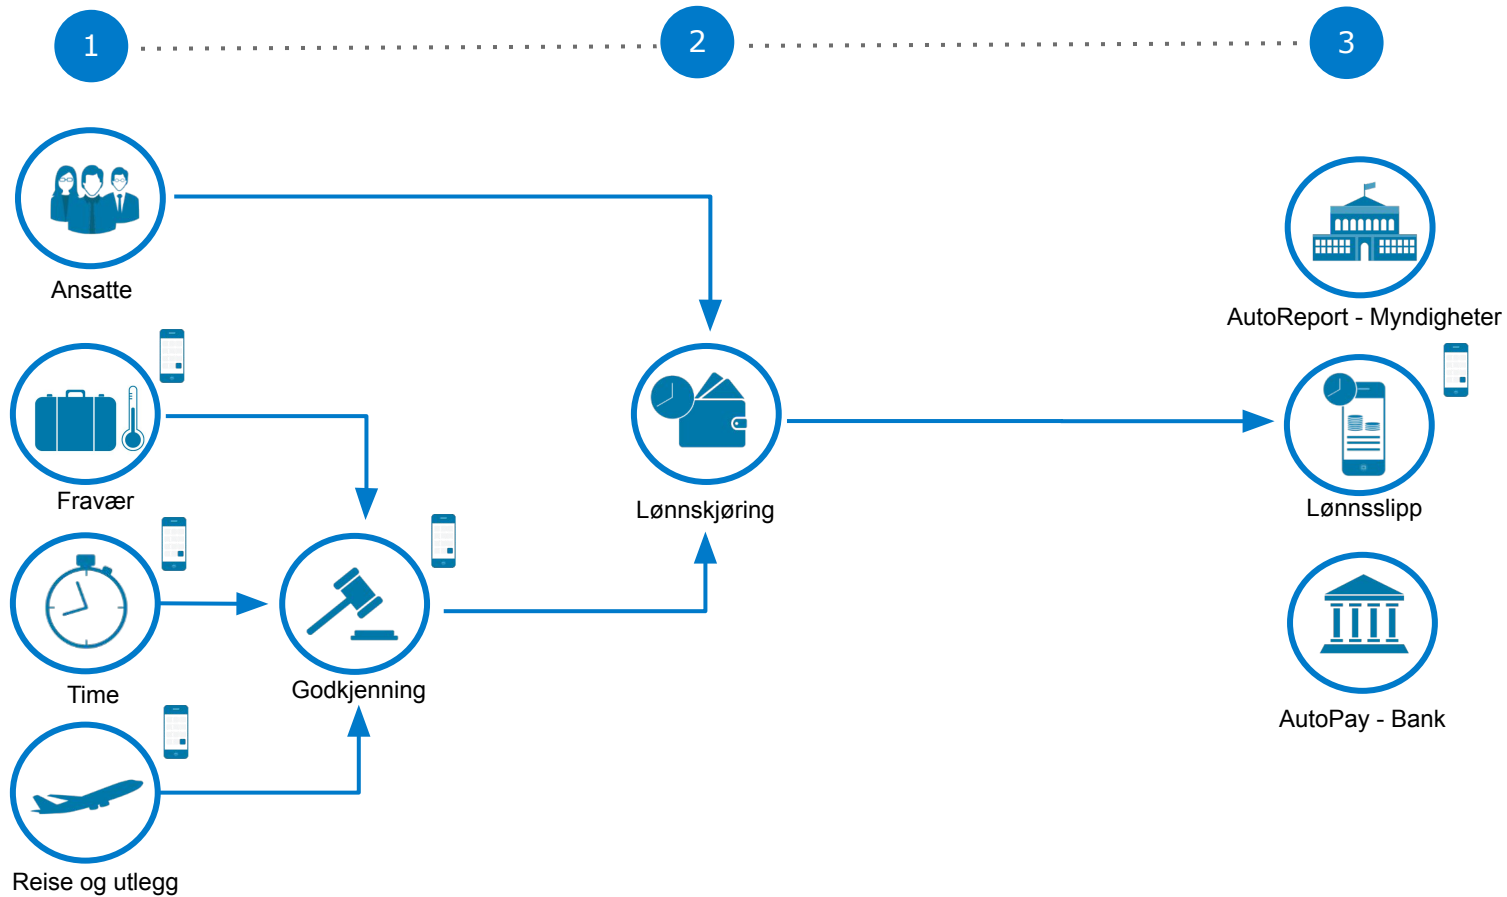 1
2
3
Ansatte
AutoReport - Myndigheter
Fravær
Lønnskjøring
Lønnsslipp
Time
Godkjenning
AutoPay - Bank
Reise og utlegg